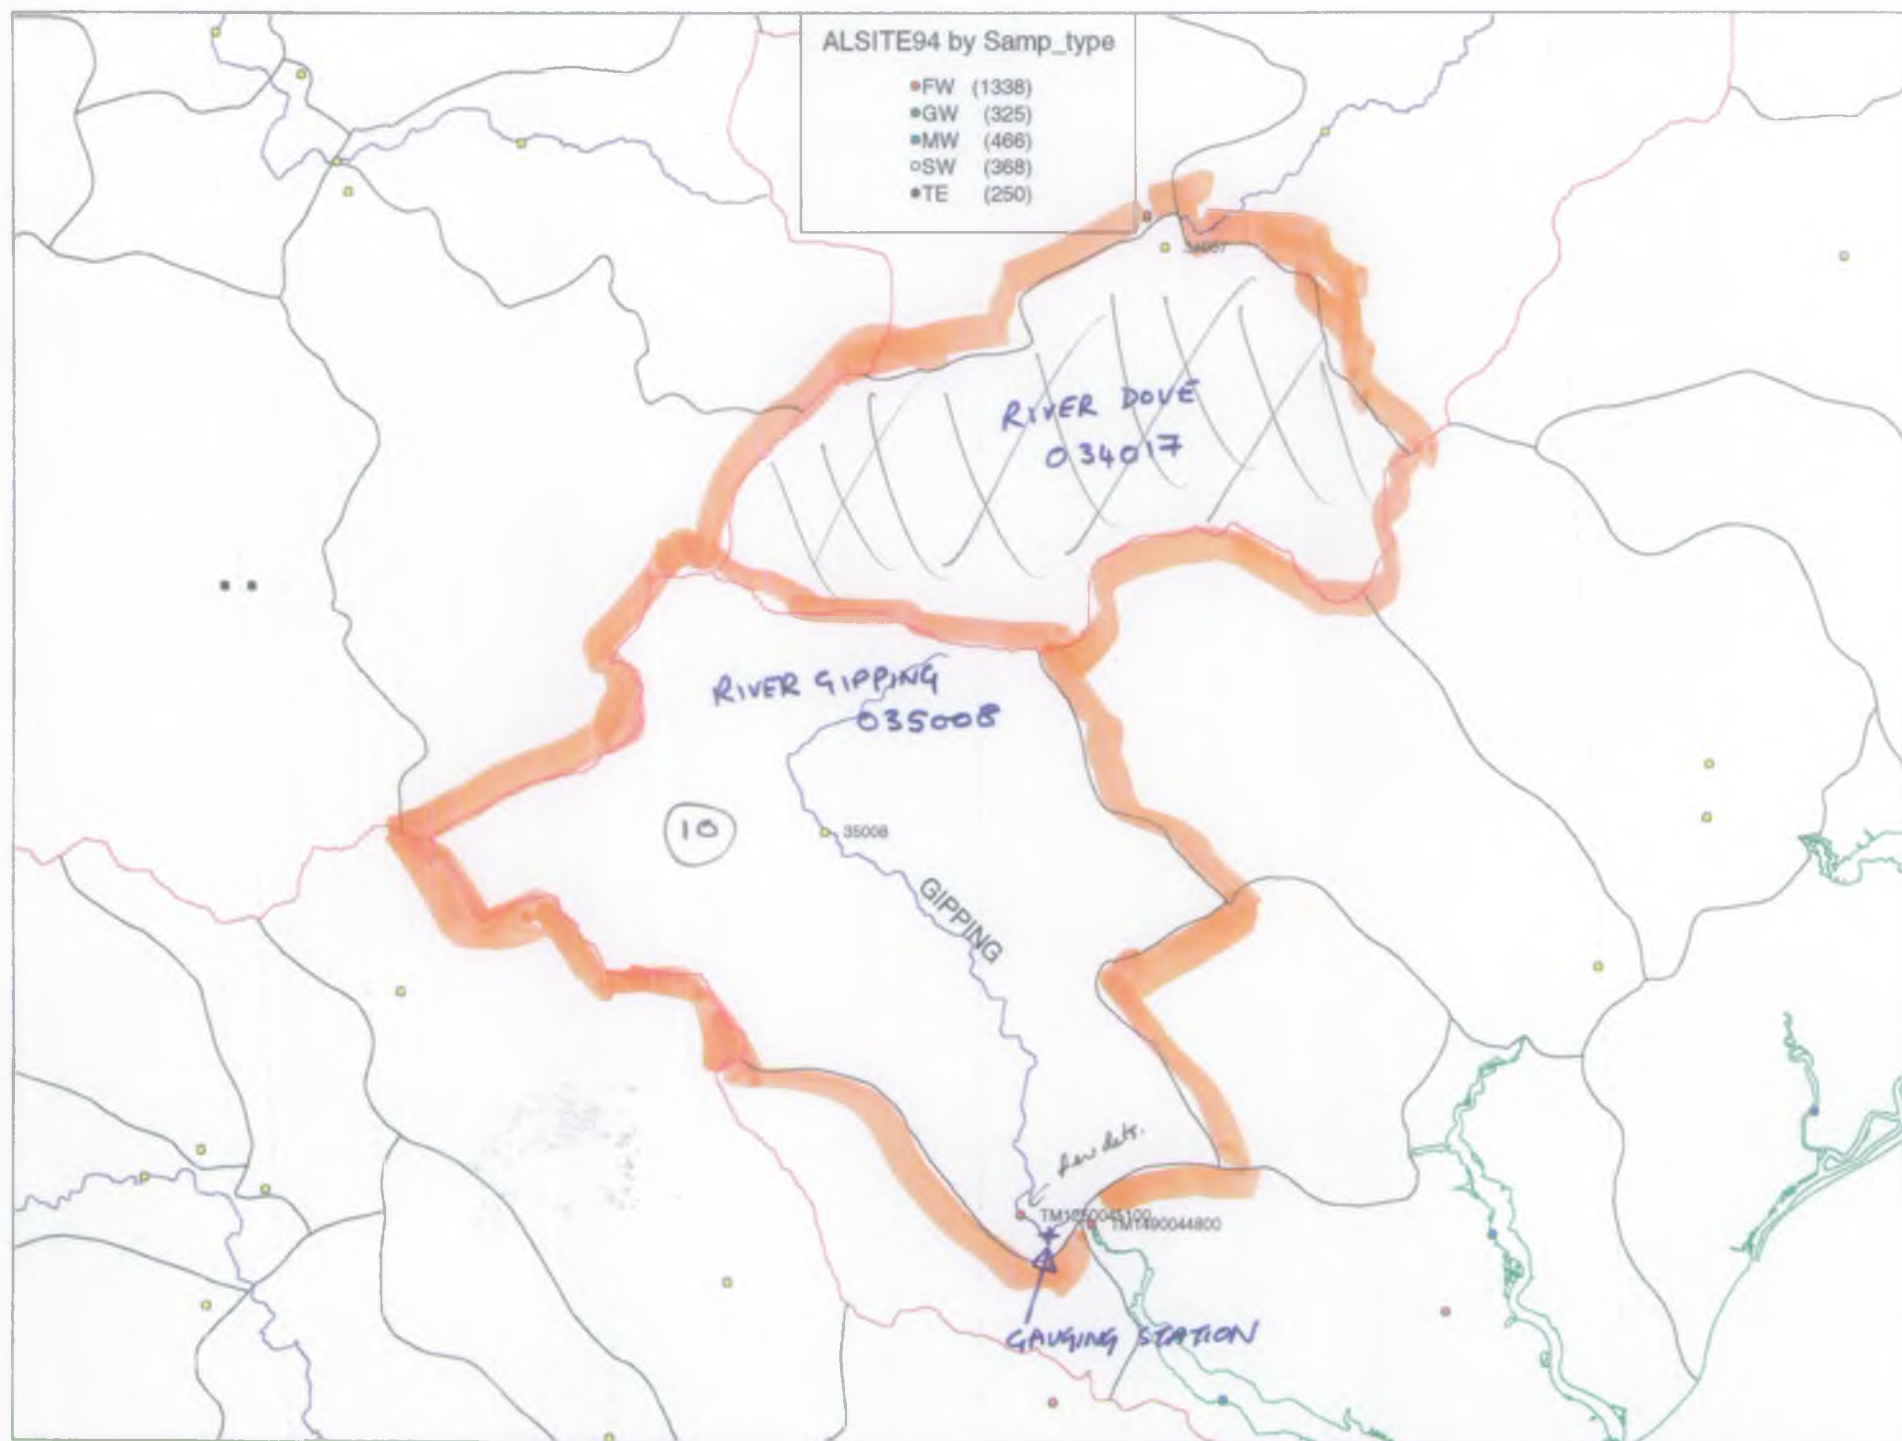 ALSITE94 by Samp_type
FW (1338)
GW (325)
MW (466)
SW (368)
TE (250)
RIVER DOVE
034017
RIVER GIPPING
035008
10
35008
GIPPING
TM1490044800
GAUGING STATION